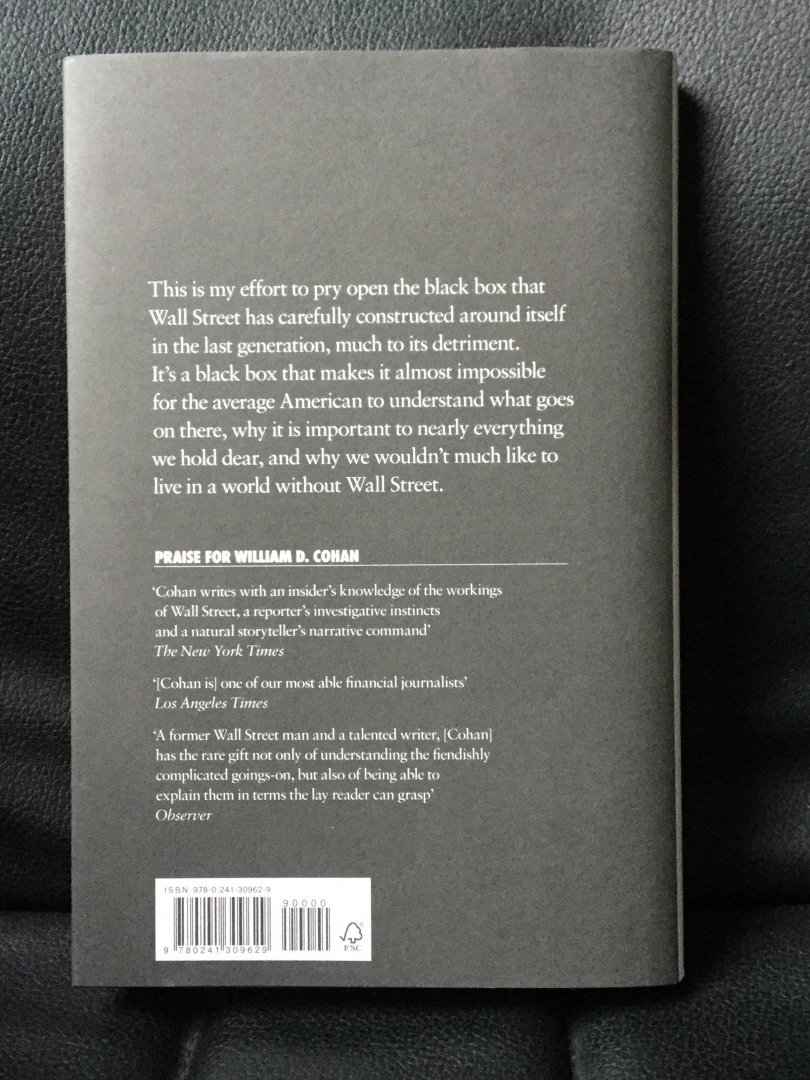 This is my effort to pry open the black box that
Wall Street has carefully constructed around itself
in the last generation, much to its detriment.
It's a black box that makes it almost impossible
for the average American to understand what goes
on there, why it is important to nearly everything
we hold dear, and why we wouldn't much like to
live in a world without Wall Street.
PRAISE FOR WILLIAM D. COHAN
‘Cohan writes with an insider's knowledge of the workings
of Wall Street, a reporter's investigative instincts
and a natural storyteller's narrative command’
The New York Times
‘[Cohan is] one of our most able financial journalists’
Los Angeles Times
‘A former Wall Street man and a talented writer, [Cohan]
has the rare gift not only of understanding the fiendishly
complicated goings-on, but also of being able to
explain them in terms the lay reader can grasp’
Observer
ISBN 978-0-241-30962-9
90000
9 780241 309629
FSC